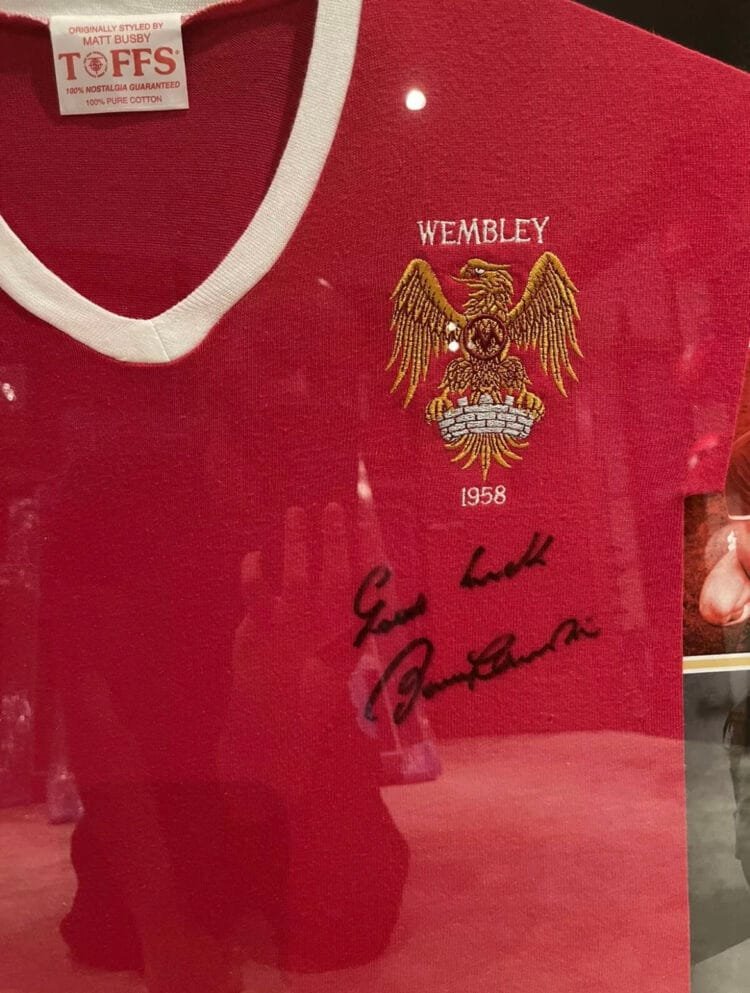 ORIGINALLY STYLED BY
MATT BUSBY
TOFFS®
100% NOSTALGIA GUARANTEED
100% PURE COTTON
WEMBLEY
M
1958
Good luck